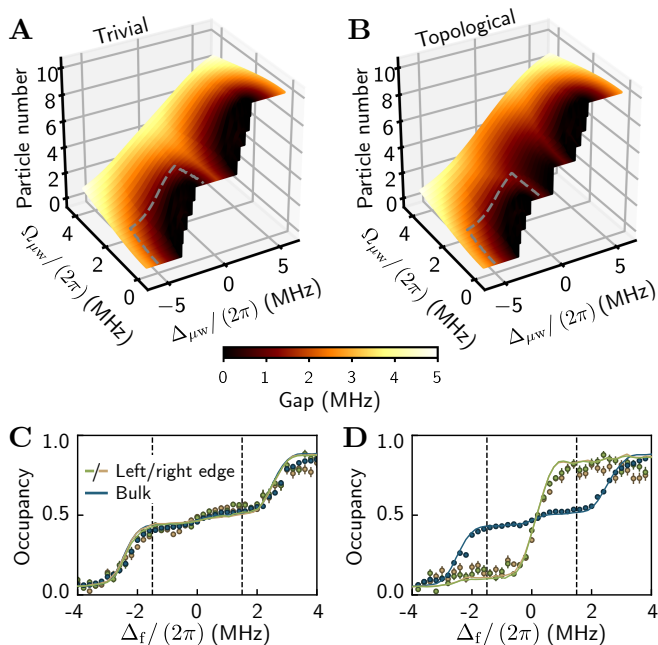 A Trivial
B Topological
Particle number
10
8
6
4
2
0
Ω_μw/(2π) (MHz)
4
2
0
Δ_μw/(2π) (MHz)
−5 0 5
Particle number
10
8
6
4
2
0
Ω_μw/(2π) (MHz)
4
2
0
Δ_μw/(2π) (MHz)
−5 0 5
0 1 2 3 4 5
Gap (MHz)
C
Occupancy
1.0
0.5
0.0
Left/right edge
Bulk
-4 -2 0 2 4
Δ_f/(2π) (MHz)
D
Occupancy
1.0
0.5
0.0
-4 -2 0 2 4
Δ_f/(2π) (MHz)